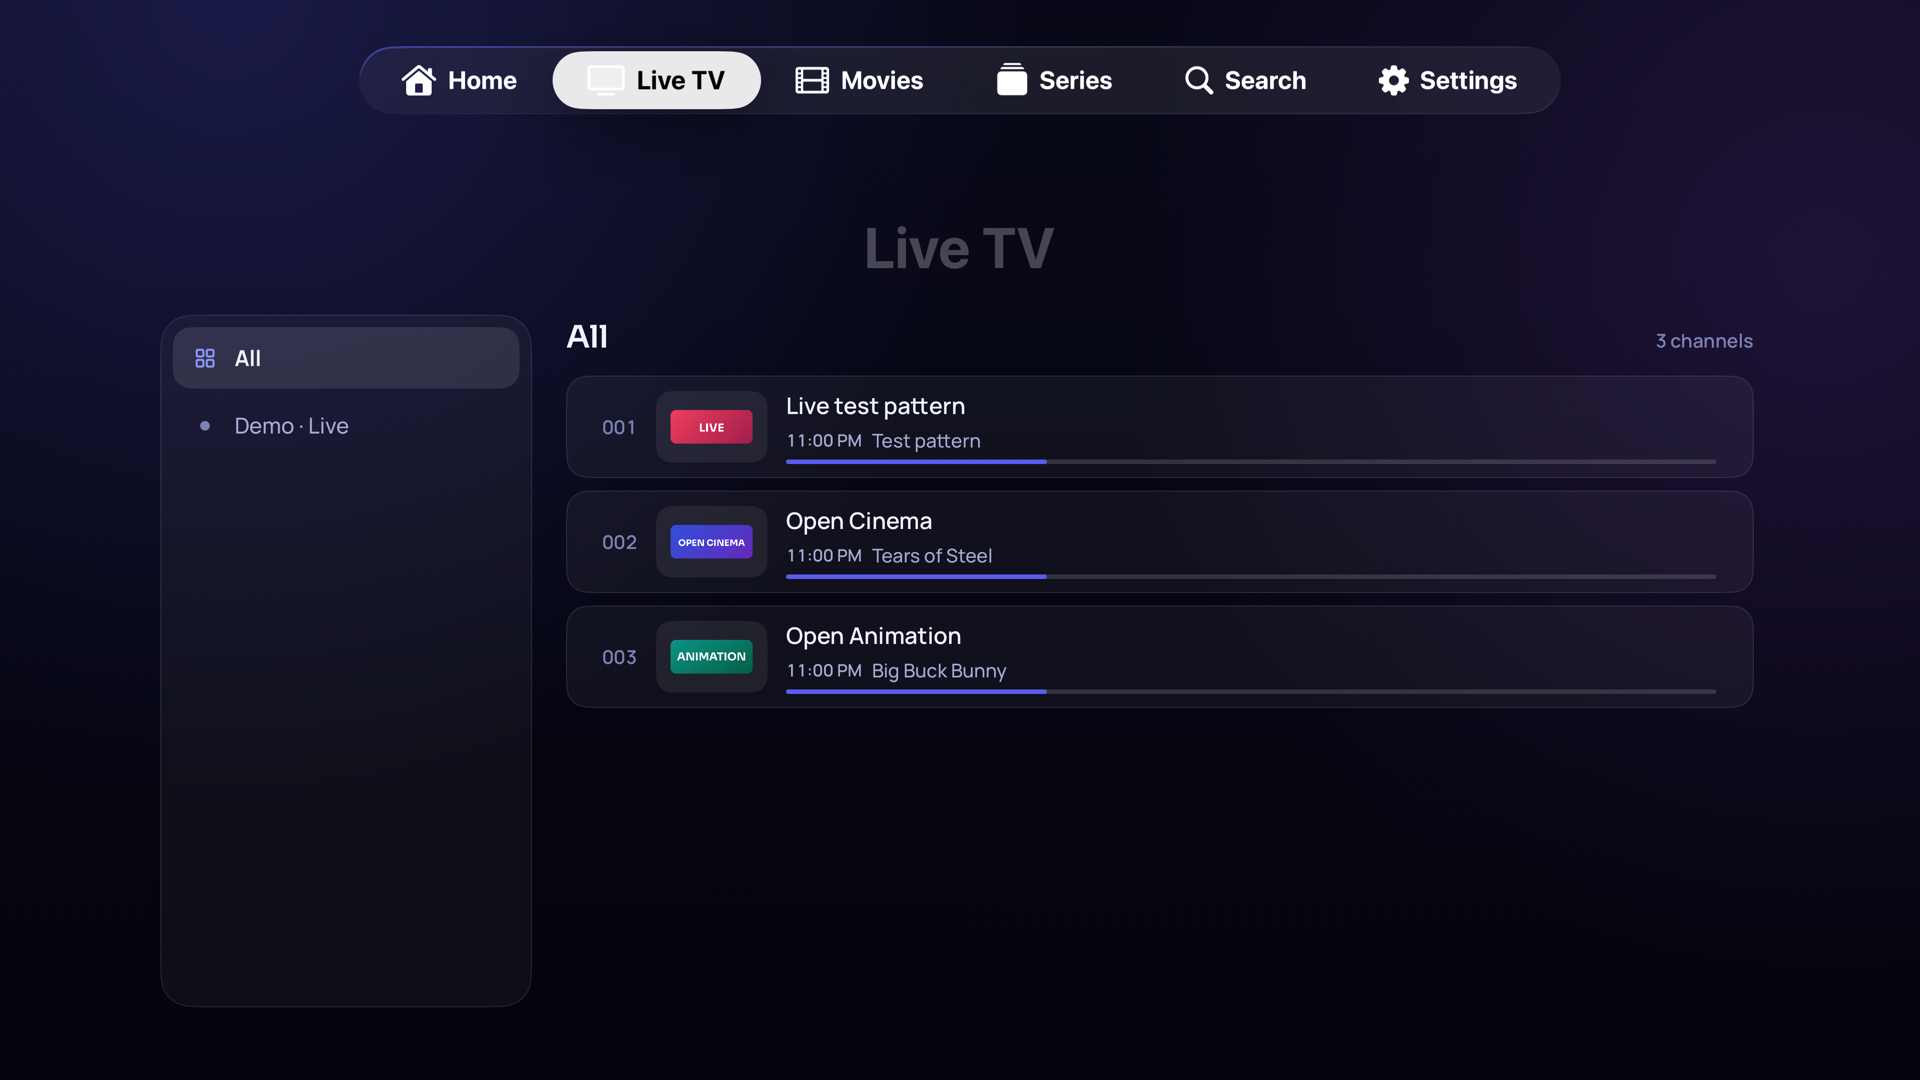 Home Live TV Movies Series Search Settings
Live TV
All
Demo · Live
All
3 channels
001
LIVE
Live test pattern
11:00 PM Test pattern
002
OPEN CINEMA
Open Cinema
11:00 PM Tears of Steel
003
ANIMATION
Open Animation
11:00 PM Big Buck Bunny